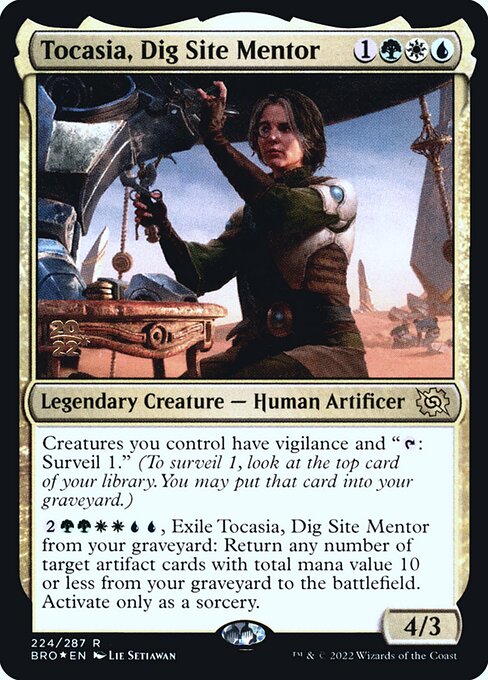 Tocasia, Dig Site Mentor 1
2022
Legendary Creature — Human Artificer
Creatures you control have vigilance and “ :
Surveil 1.” (To surveil 1, look at the top card
of your library. You may put that card into your
graveyard.)
2 , Exile Tocasia, Dig Site Mentor
from your graveyard: Return any number of
target artifact cards with total mana value 10
or less from your graveyard to the battlefield.
Activate only as a sorcery.
4/3
224/287 R
BRO★EN Lie Setiawan
™ & © 2022 Wizards of the Coast